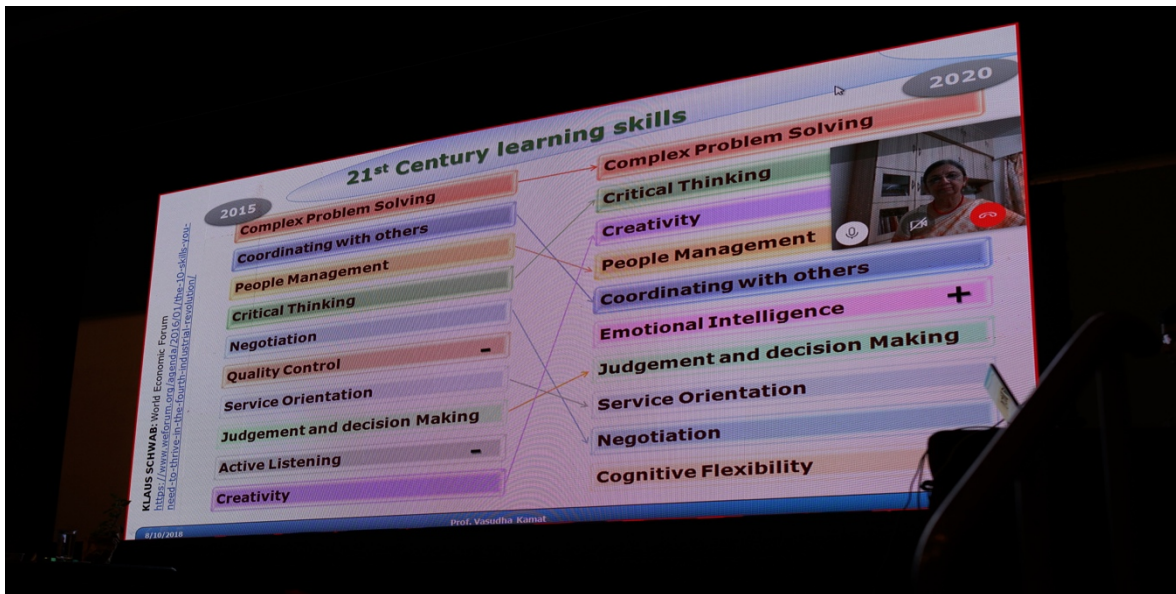 21st Century learning skills
2015
Complex Problem Solving
Coordinating with others
People Management
Critical Thinking
Negotiation
Quality Control -
Service Orientation
Judgement and decision Making
Active Listening -
Creativity
2020
Complex Problem Solving
Critical Thinking
Creativity
People Management
Coordinating with others
Emotional Intelligence +
Judgement and decision Making
Service Orientation
Negotiation
Cognitive Flexibility
KLAUS SCHWAB: World Economic Forum
https://www.weforum.org/agenda/2016/01/the-10-skills-you-
need-to-thrive-in-the-fourth-industrial-revolution/
8/10/2018
Prof. Vasudha Kamat